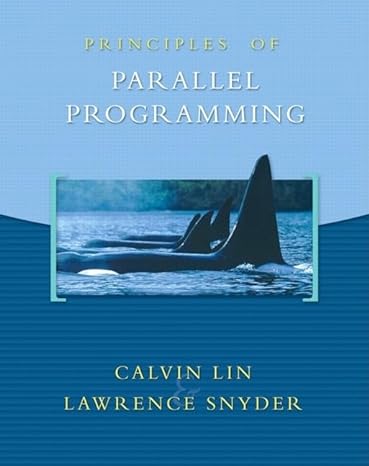 PRINCIPLES OF
PARALLEL
PROGRAMMING
CALVIN LIN
&
LAWRENCE SNYDER